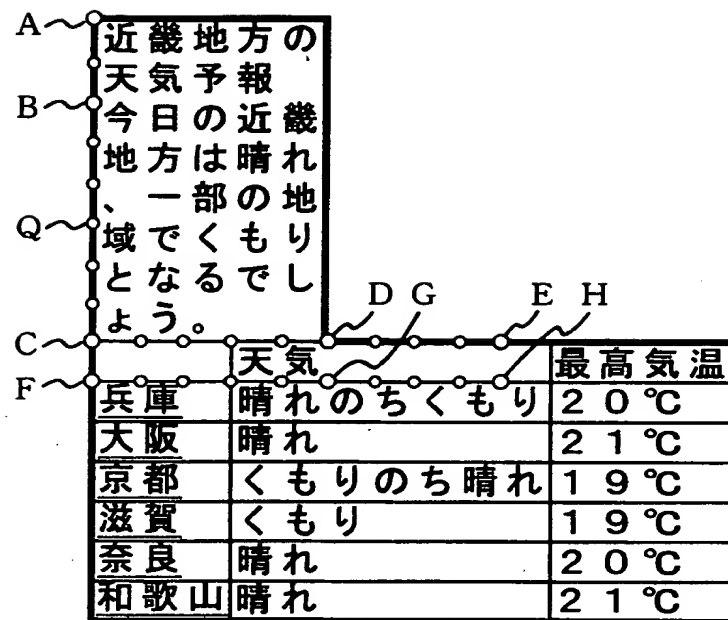 A
近畿地方の
B
天気予報
今日の近畿
地方は晴れ
Q
、一部の地
域でくもり
となるでし
ょう。
D G E H
C
天気 最高気温
F
兵庫 晴れのちくもり 20℃
大阪 晴れ 21℃
京都 くもりのち晴れ 19℃
滋賀 くもり 19℃
奈良 晴れ 20℃
和歌山 晴れ 21℃